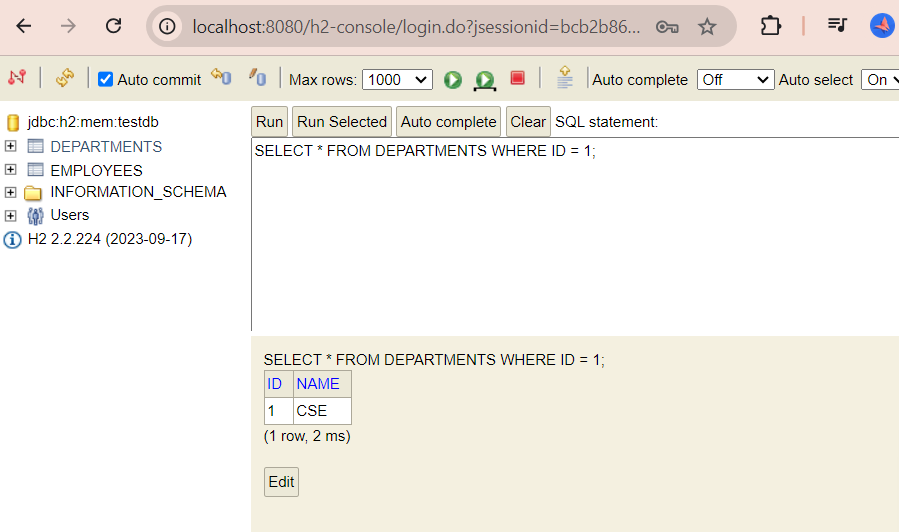 localhost:8080/h2-console/login.do?jsessionid=bcb2b86...
Auto commit Max rows: 1000 Auto complete Off Auto select On
jdbc:h2:mem:testdb
DEPARTMENTS
EMPLOYEES
INFORMATION_SCHEMA
Users
H2 2.2.224 (2023-09-17)
Run Run Selected Auto complete Clear SQL statement:
SELECT * FROM DEPARTMENTS WHERE ID = 1;
SELECT * FROM DEPARTMENTS WHERE ID = 1;
ID NAME
1 CSE
(1 row, 2 ms)
Edit